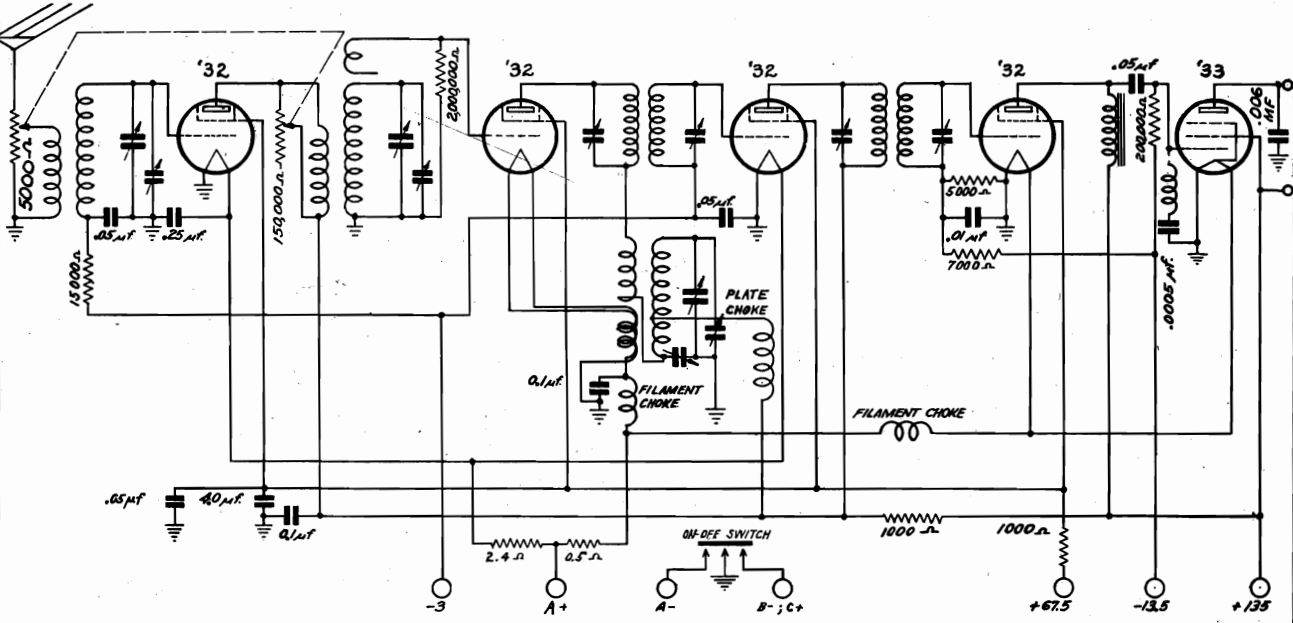 '32
'32
'32
'32
'33
.05µf
.006
MF
5000Ω
200,000Ω
200,000Ω
150,000Ω
.05µf
.25µf.
15000Ω
.05µf.
5000Ω
.01µf
7000Ω
.0005µf.
PLATE
CHOKE
0.1µf.
FILAMENT
CHOKE
FILAMENT CHOKE
.05µf
4.0µf.
0.1µf
2.4Ω
0.5Ω
ON-OFF SWITCH
1000Ω
1000Ω
-3
A+
A-
B-; C+
+67.5
-13.5
+135